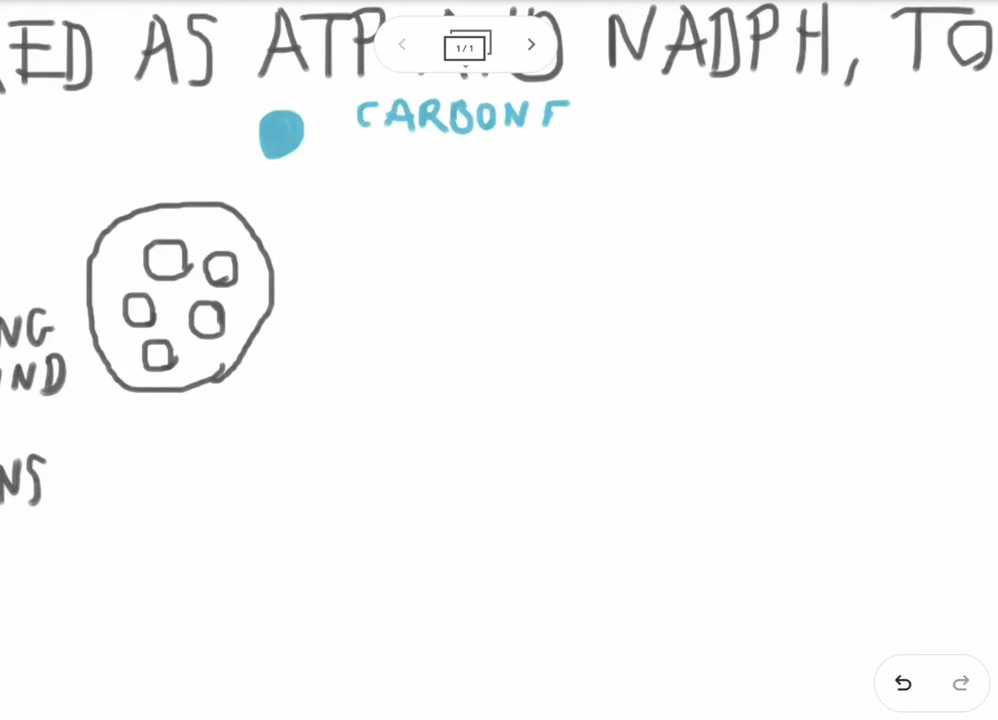 ED AS ATP NADPH, TO
1/1
CARBON F
NG
ND
NS